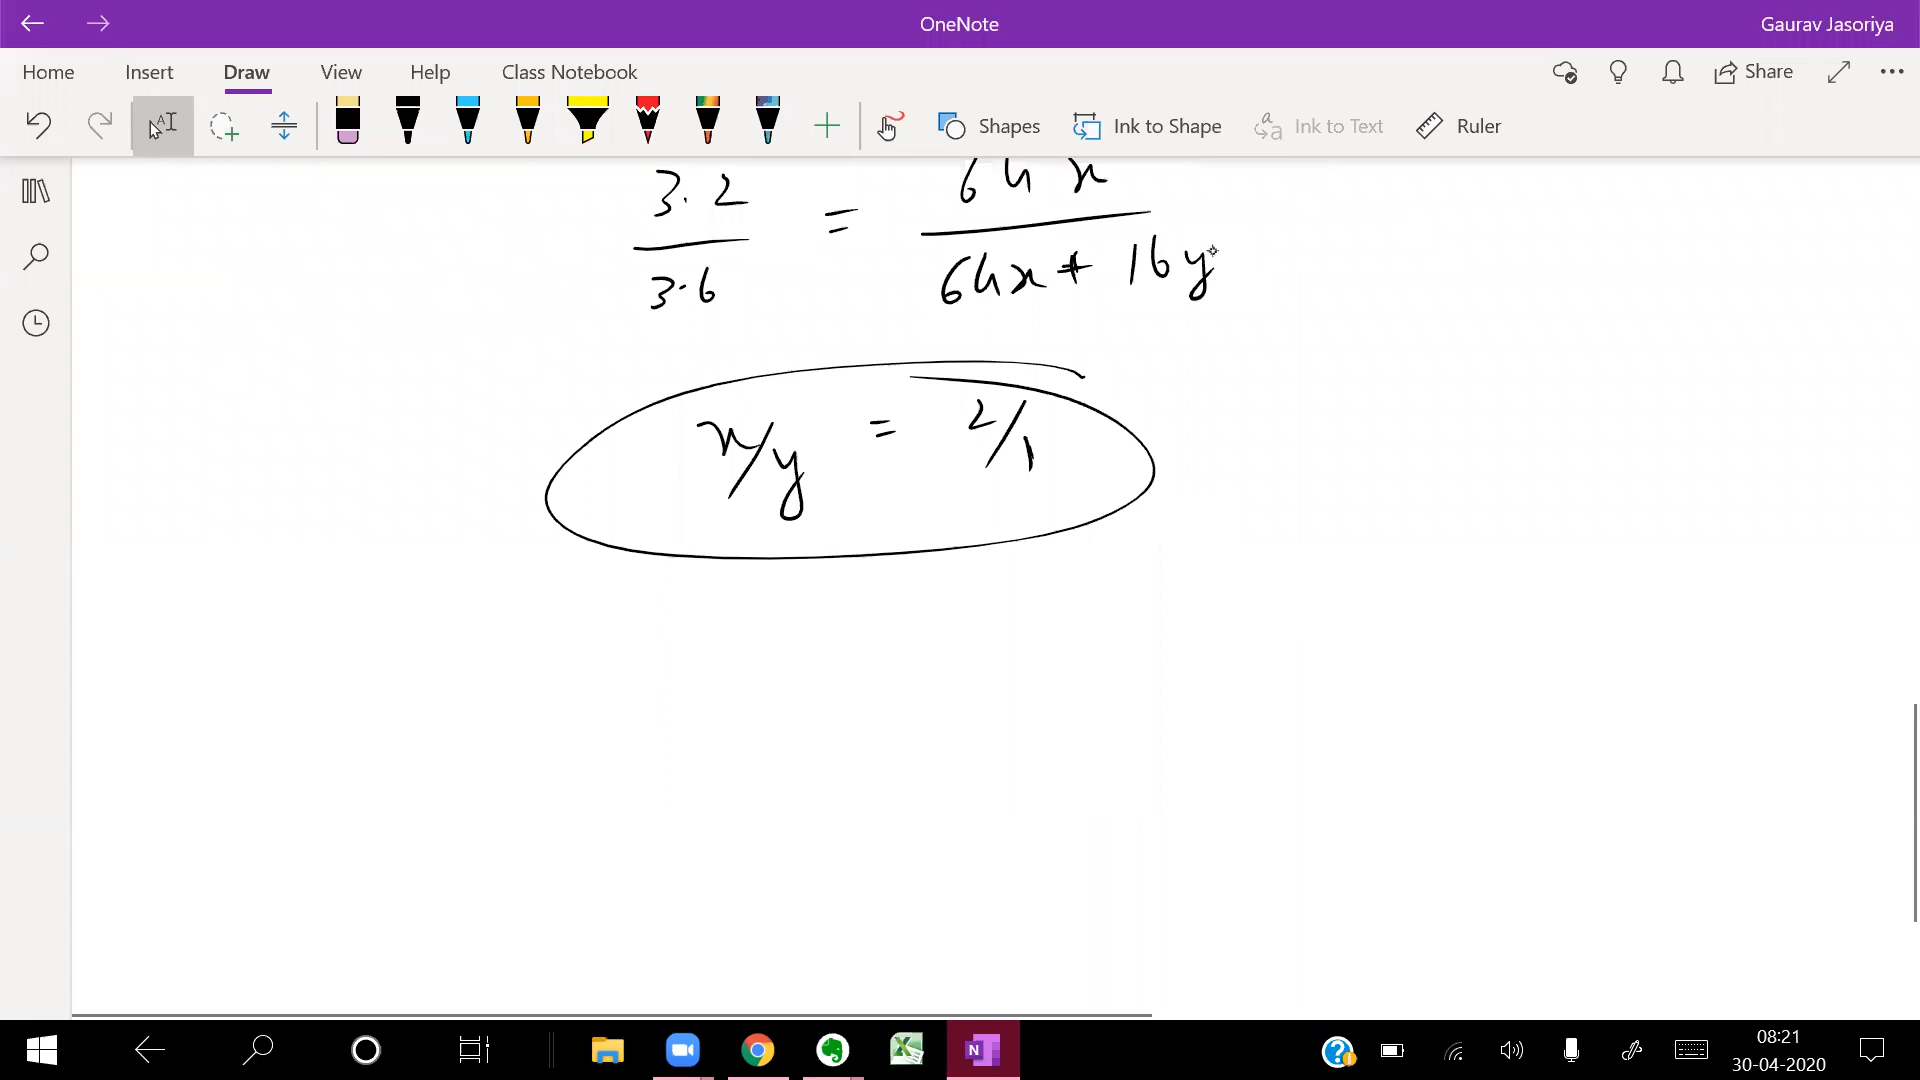 OneNote
Gaurav Jasoriya
Home Insert Draw View Help Class Notebook
Share
Shapes Ink to Shape Ink to Text Ruler
3.2 = 64x
3.6 64x + 16y
x/y = 2/1
08:21
30-04-2020